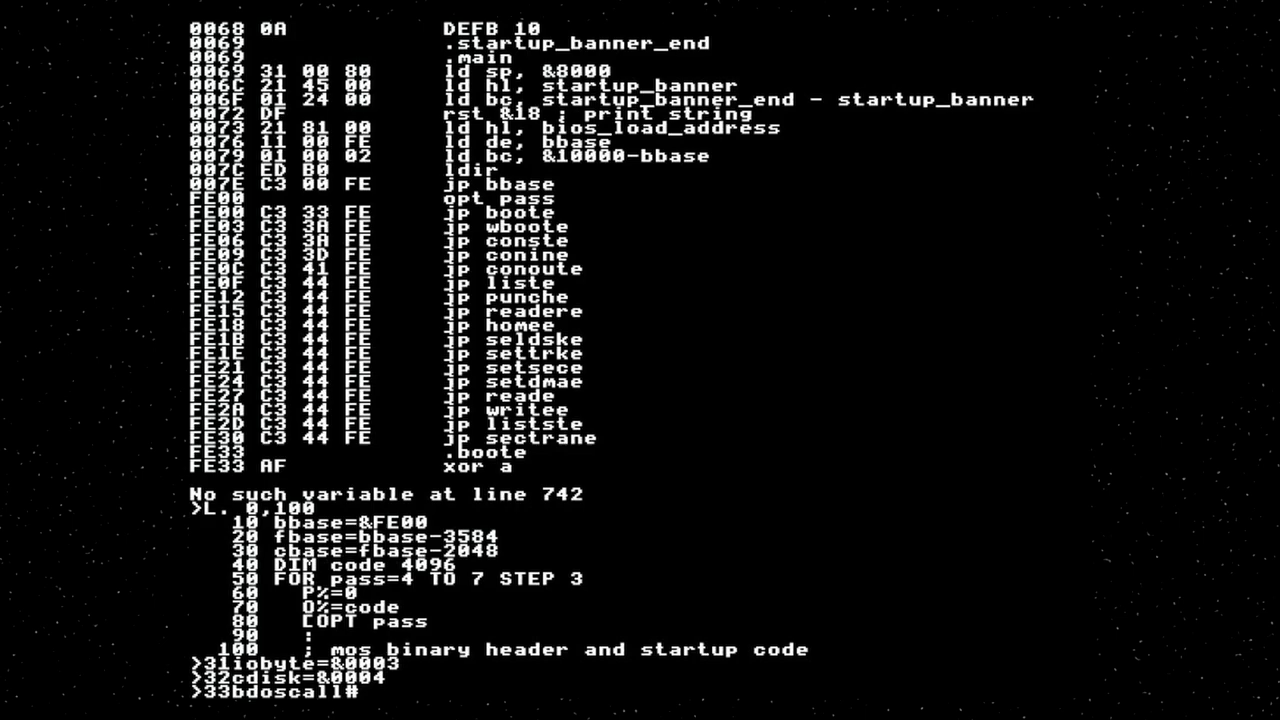 0068 0A DEFB 10
0069 .startup_banner_end
0069 .main
0069 31 00 80 ld sp, &8000
006C 21 45 00 ld hl, startup_banner
006F 01 24 00 ld bc, startup_banner_end - startup_banner
0072 DF rst &18 ; print string
0073 21 81 00 ld hl, bios_load_address
0076 11 00 FE ld de, bbase
0079 01 00 02 ld bc, &10000-bbase
007C ED B0 ldir
007E C3 00 FE jp bbase
FE00 opt pass
FE00 C3 33 FE jp boote
FE03 C3 3A FE jp wboote
FE06 C3 3A FE jp conste
FE09 C3 3D FE jp conine
FE0C C3 41 FE jp conoute
FE0F C3 44 FE jp liste
FE12 C3 44 FE jp punche
FE15 C3 44 FE jp readere
FE18 C3 44 FE jp homee
FE1B C3 44 FE jp seldske
FE1E C3 44 FE jp settrke
FE21 C3 44 FE jp setsece
FE24 C3 44 FE jp setdmae
FE27 C3 44 FE jp reade
FE2A C3 44 FE jp writee
FE2D C3 44 FE jp listste
FE30 C3 44 FE jp sectrane
FE33 .boote
FE33 AF xor a
No such variable at line 742
>L. 0,100
10 bbase=&FE00
20 fbase=bbase-3584
30 cbase=fbase-2048
40 DIM code 4096
50 FOR pass=4 TO 7 STEP 3
60 P%=0
70 O%=code
80 [OPT pass
90 :
100 ; mos binary header and startup code
>31iobyte=&0003
>32cdisk=&0004
>33bdoscall#